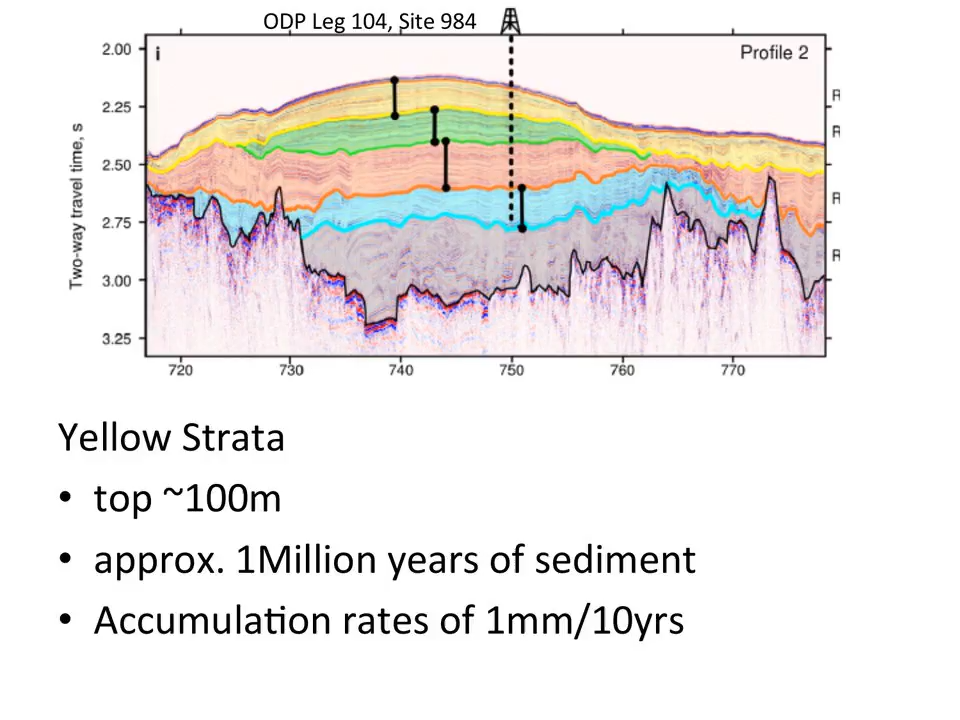 ODP Leg 104, Site 984
i
Profile 2
2.00
2.25
2.50
2.75
3.00
3.25
Two-way travel time, s
R
R
R
R
720
730
740
750
760
770
Yellow Strata
• top ~100m
• approx. 1Million years of sediment
• Accumulation rates of 1mm/10yrs